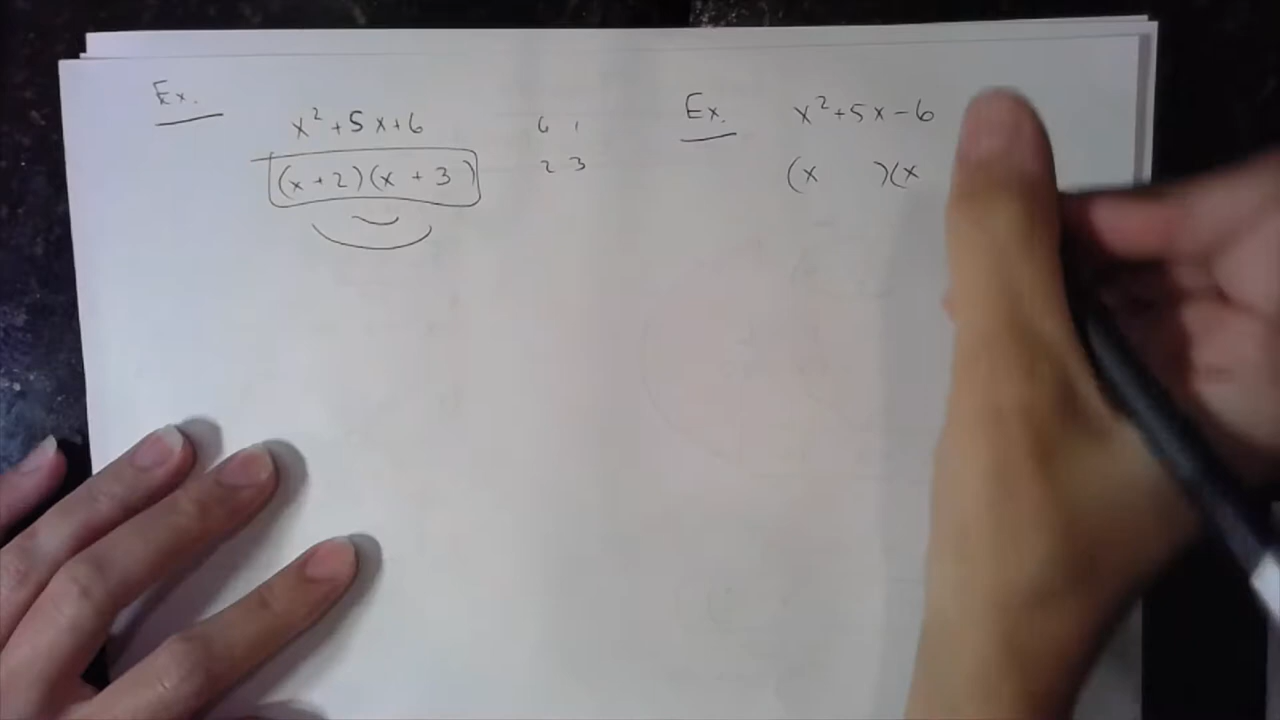 Ex.
x² + 5x + 6
6 1
(x + 2)(x + 3)
2 3
Ex.
x² + 5x - 6
(x )(x